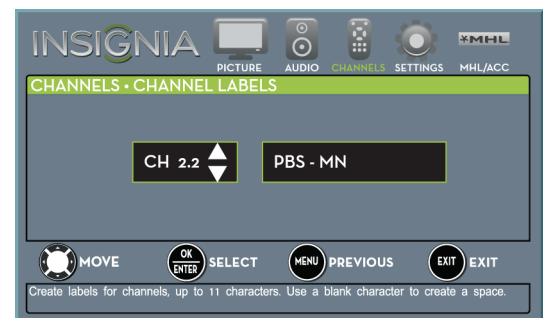 INSIGNIA
PICTURE AUDIO CHANNELS SETTINGS MHL MHL/ACC
CHANNELS • CHANNEL LABELS
CH 2.2 PBS - MN
MOVE OK ENTER SELECT MENU PREVIOUS EXIT EXIT
Create labels for channels, up to 11 characters. Use a blank character to create a space.